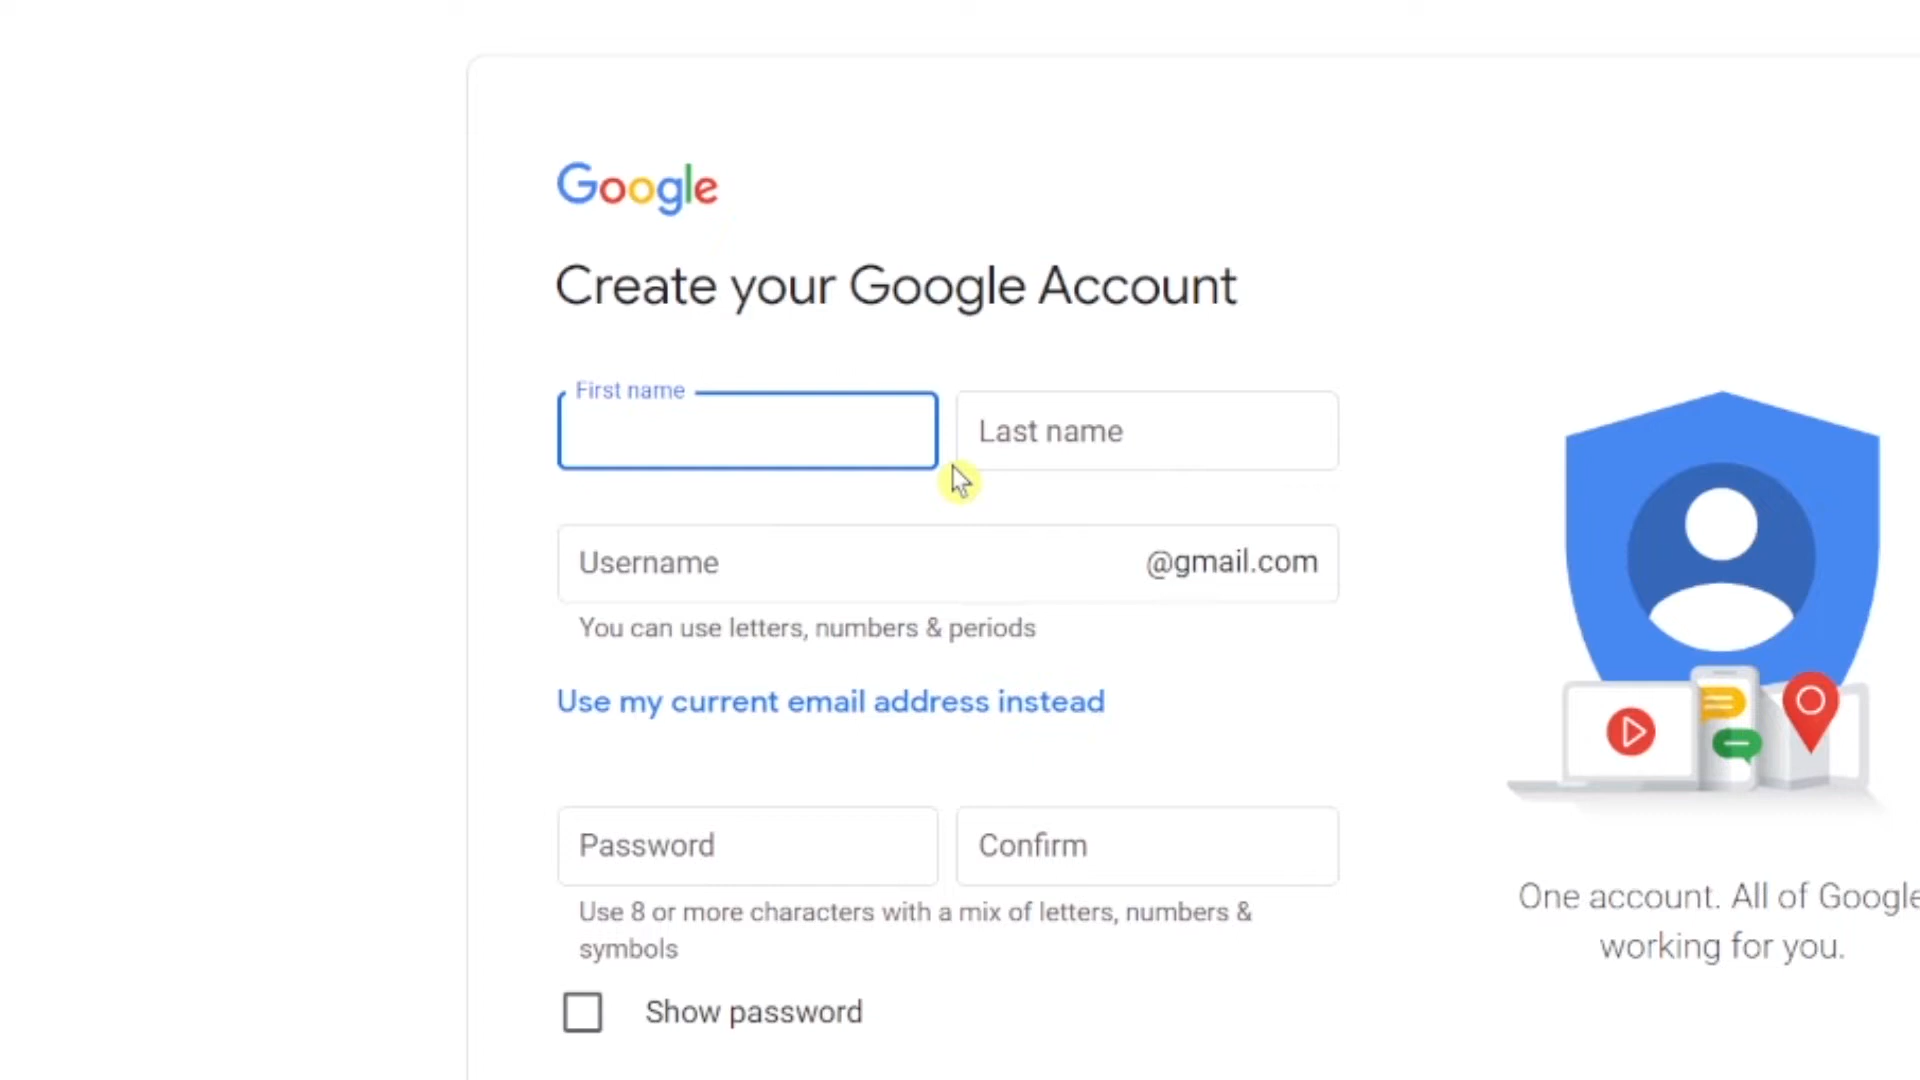 Google
Create your Google Account
First name
Last name
Username
@gmail.com
You can use letters, numbers & periods
Use my current email address instead
Password
Confirm
Use 8 or more characters with a mix of letters, numbers &
symbols
Show password
One account. All of Google
working for you.